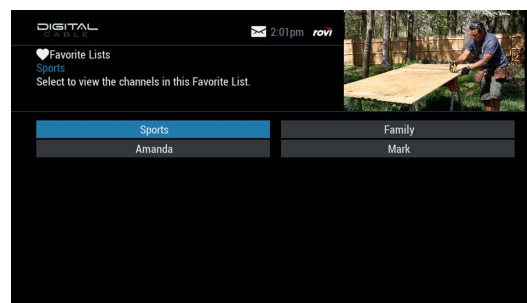 DIGITAL
CABLE
2:01pm rovi
Favorite Lists
Sports
Select to view the channels in this Favorite List.
Sports Family
Amanda Mark